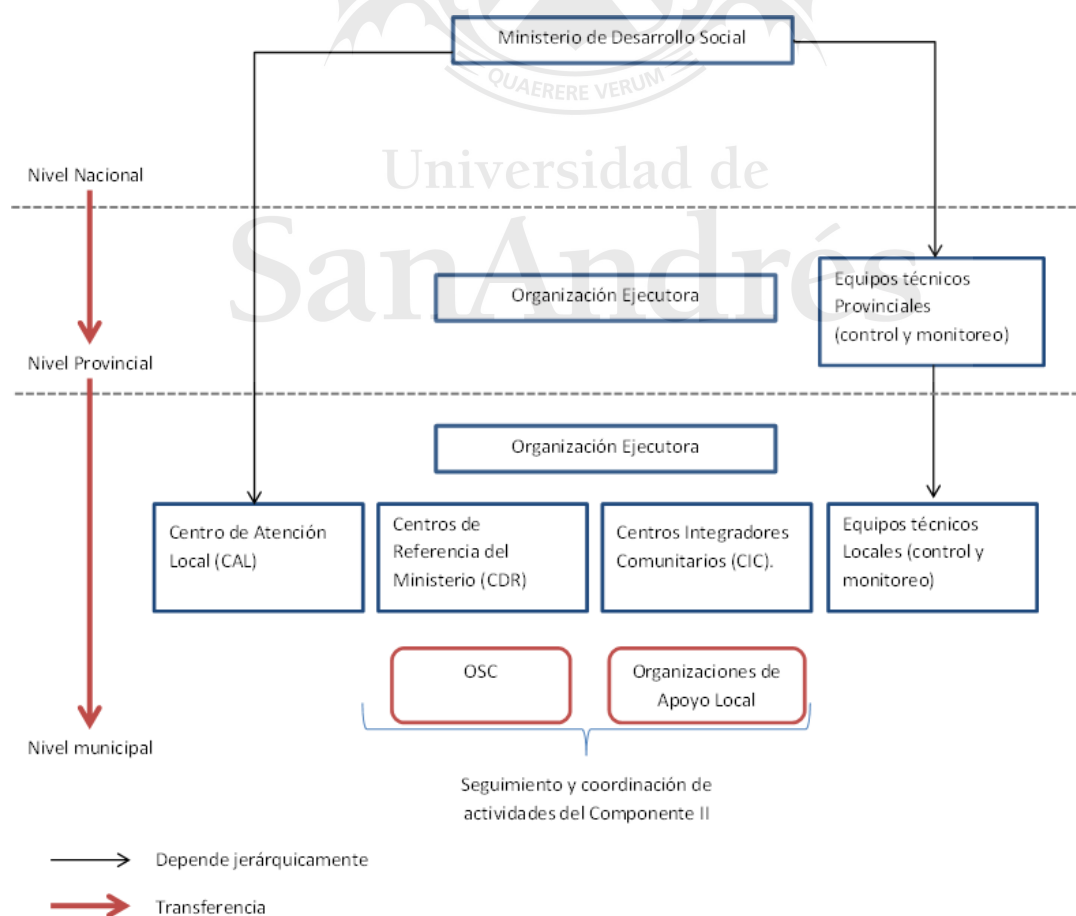 Ministerio de Desarrollo Social
QUAERERE VERUM
Universidad de
SanAndrés
Nivel Nacional
Organización Ejecutora
Equipos técnicos
Provinciales
(control y monitoreo)
Nivel Provincial
Organización Ejecutora
Centro de Atención
Local (CAL)
Centros de
Referencia del
Ministerio (CDR)
Centros Integradores
Comunitarios (CIC).
Equipos técnicos
Locales (control y
monitoreo)
OSC
Organizaciones de
Apoyo Local
Nivel municipal
Seguimiento y coordinación de
actividades del Componente II
Depende jerárquicamente
Transferencia